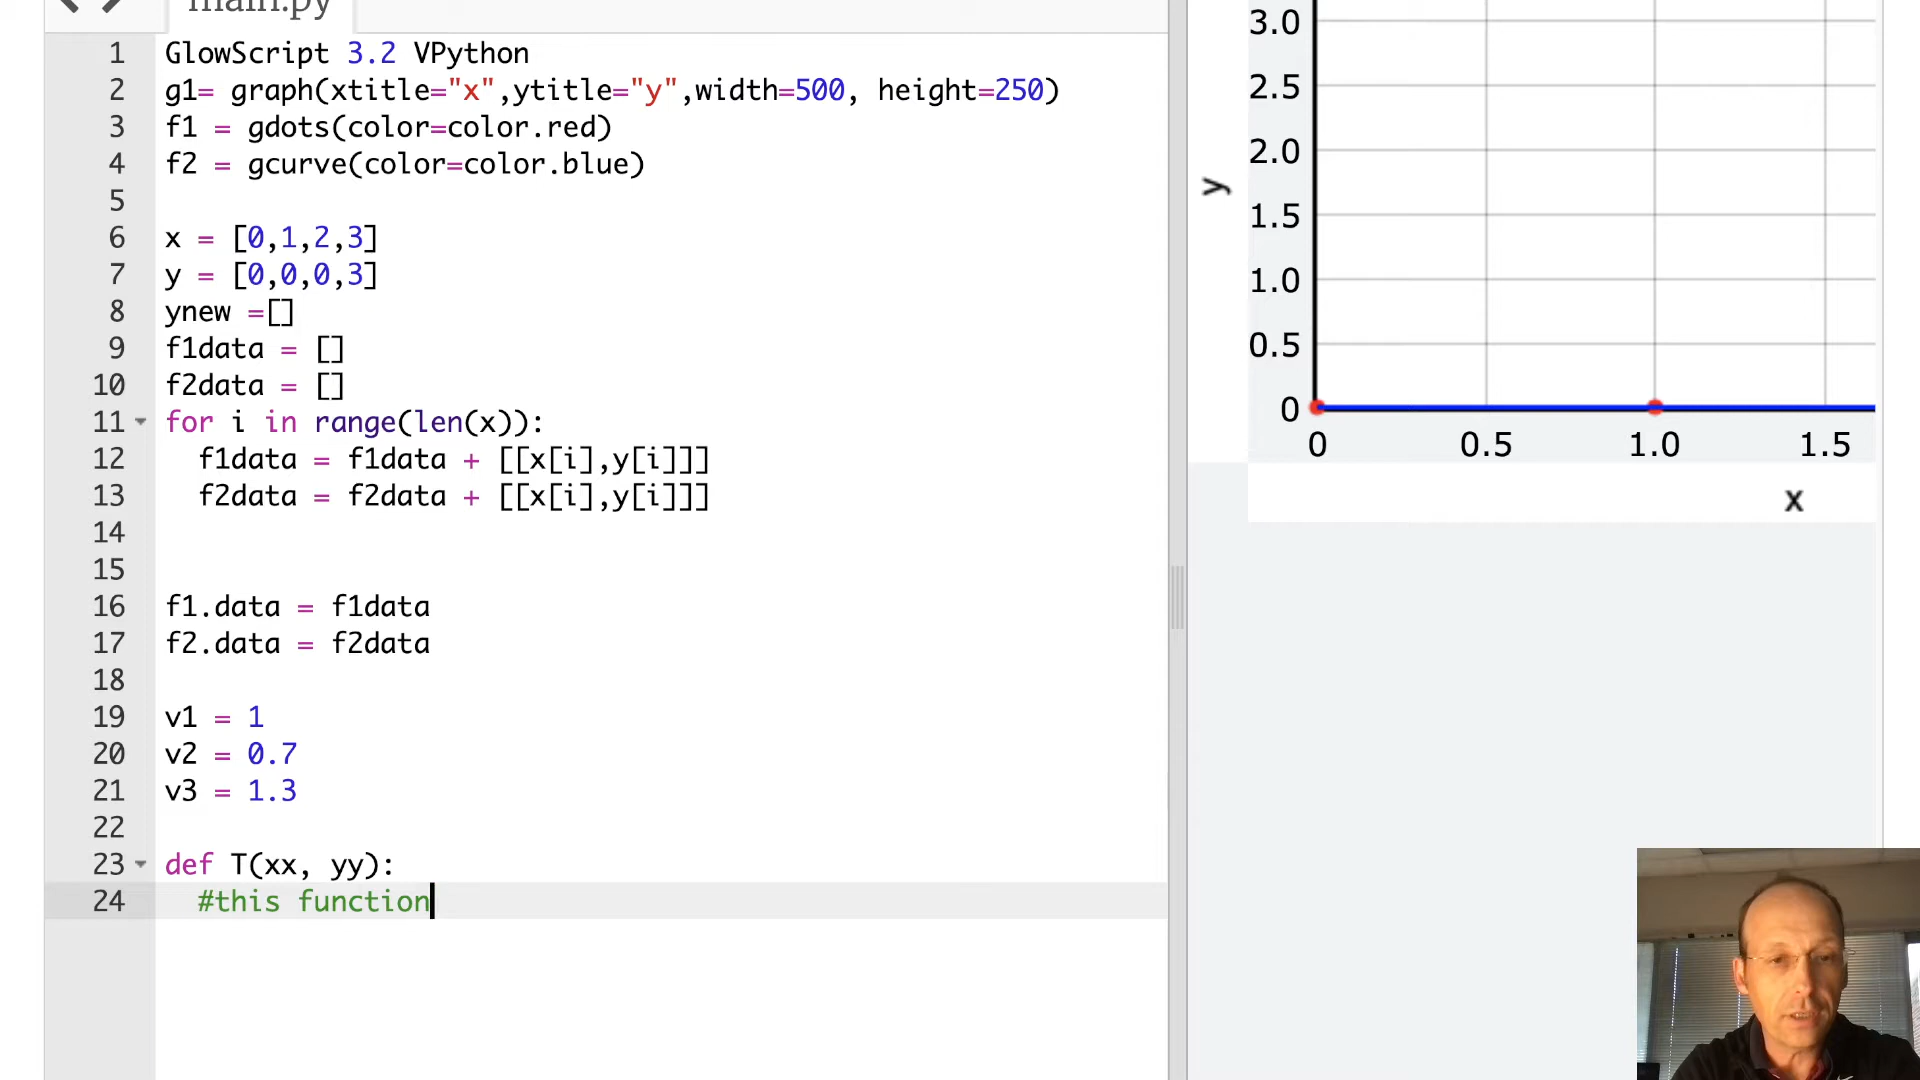 main.py
1 GlowScript 3.2 VPython
2 g1= graph(xtitle="x",ytitle="y",width=500, height=250)
3 f1 = gdots(color=color.red)
4 f2 = gcurve(color=color.blue)
5
6 x = [0,1,2,3]
7 y = [0,0,0,3]
8 ynew =[]
9 f1data = []
10 f2data = []
11 for i in range(len(x)):
12 f1data = f1data + [[x[i],y[i]]]
13 f2data = f2data + [[x[i],y[i]]]
14
15
16 f1.data = f1data
17 f2.data = f2data
18
19 v1 = 1
20 v2 = 0.7
21 v3 = 1.3
22
23 def T(xx, yy):
24 #this function
3.0
2.5
2.0
y
1.5
1.0
0.5
0
0 0.5 1.0 1.5
x